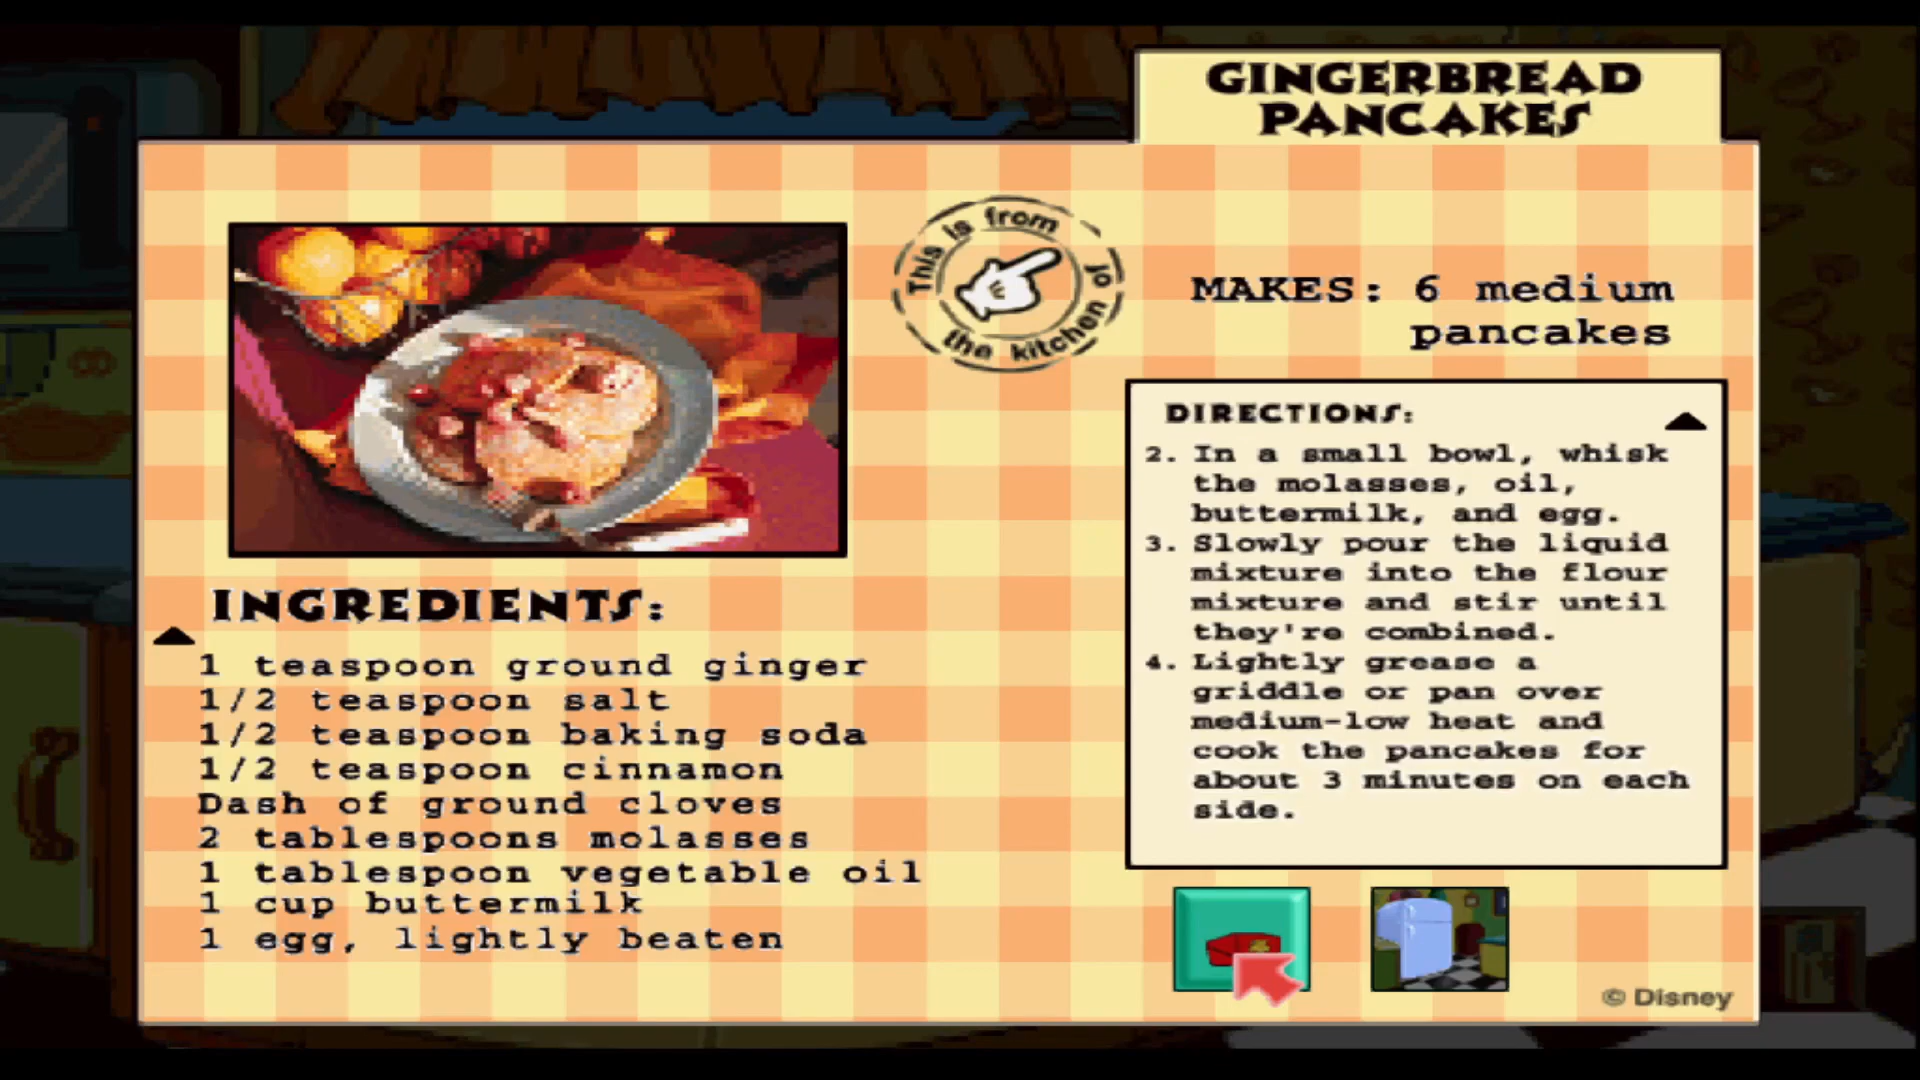 GINGERBREAD
PANCAKES
This is from
the kitchen of
MAKES: 6 medium
pancakes
INGREDIENTS:
1 teaspoon ground ginger
1/2 teaspoon salt
1/2 teaspoon baking soda
1/2 teaspoon cinnamon
Dash of ground cloves
2 tablespoons molasses
1 tablespoon vegetable oil
1 cup buttermilk
1 egg, lightly beaten
DIRECTIONS:
2. In a small bowl, whisk
the molasses, oil,
buttermilk, and egg.
3. Slowly pour the liquid
mixture into the flour
mixture and stir until
they're combined.
4. Lightly grease a
griddle or pan over
medium-low heat and
cook the pancakes for
about 3 minutes on each
side.
© Disney